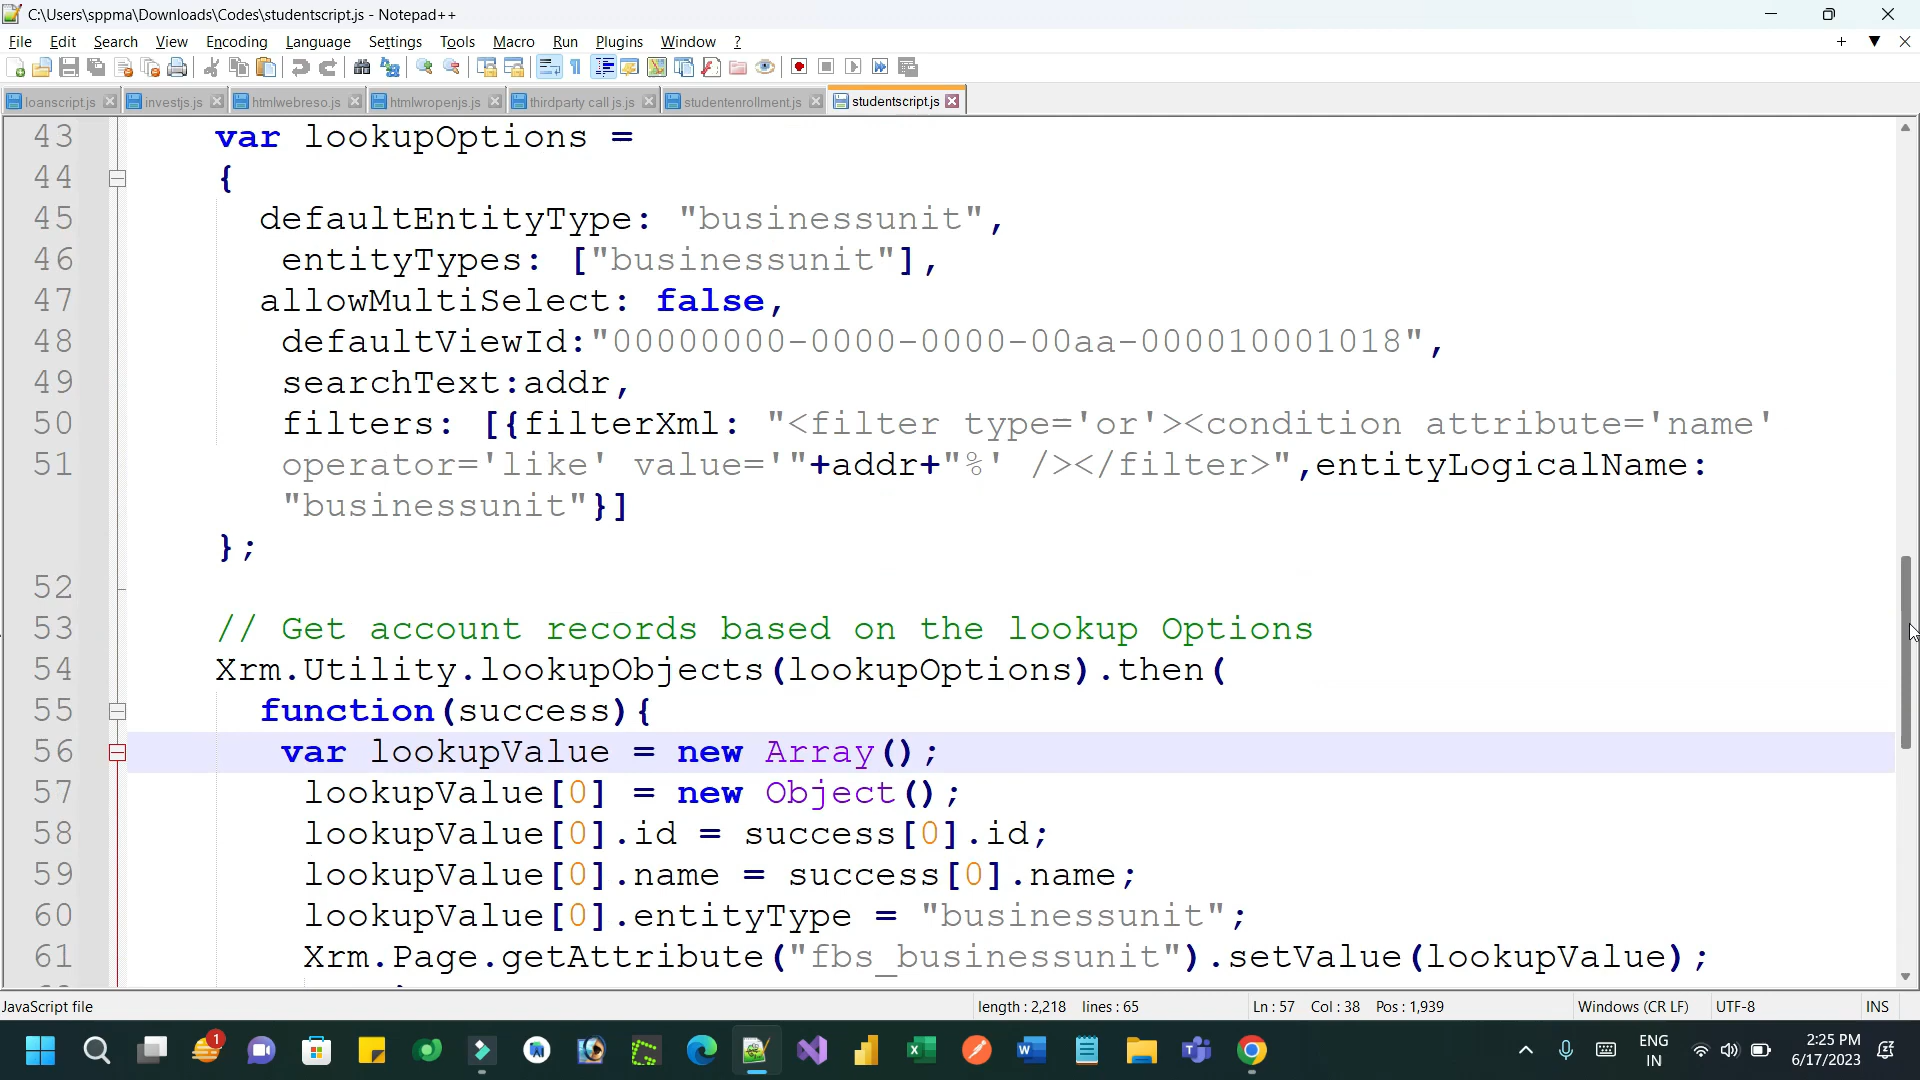 C:\Users\sppma\Downloads\Codes\studentscript.js - Notepad++
File Edit Search View Encoding Language Settings Tools Macro Run Plugins Window ?
loanscript.js investjs.js htmlwebreso.js htmlwropenjs.js thirdparty call js.js studentenrollment.js studentscript.js
43 var lookupOptions =
44 {
45 defaultEntityType: "businessunit",
46 entityTypes: ["businessunit"],
47 allowMultiSelect: false,
48 defaultViewId:"00000000-0000-0000-00aa-000010001018",
49 searchText:addr,
50 filters: [{filterXml: "<filter type='or'><condition attribute='name'
51 operator='like' value='"+addr+"%' /></filter>",entityLogicalName:
"businessunit"}]
};
52
53 // Get account records based on the lookup Options
54 Xrm.Utility.lookupObjects(lookupOptions).then(
55 function(success){
56 var lookupValue = new Array();
57 lookupValue[0] = new Object();
58 lookupValue[0].id = success[0].id;
59 lookupValue[0].name = success[0].name;
60 lookupValue[0].entityType = "businessunit";
61 Xrm.Page.getAttribute("fbs_businessunit").setValue(lookupValue);
JavaScript file length : 2,218 lines : 65 Ln : 57 Col : 38 Pos : 1,939 Windows (CR LF) UTF-8 INS
1
ENG
IN
2:25 PM
6/17/2023